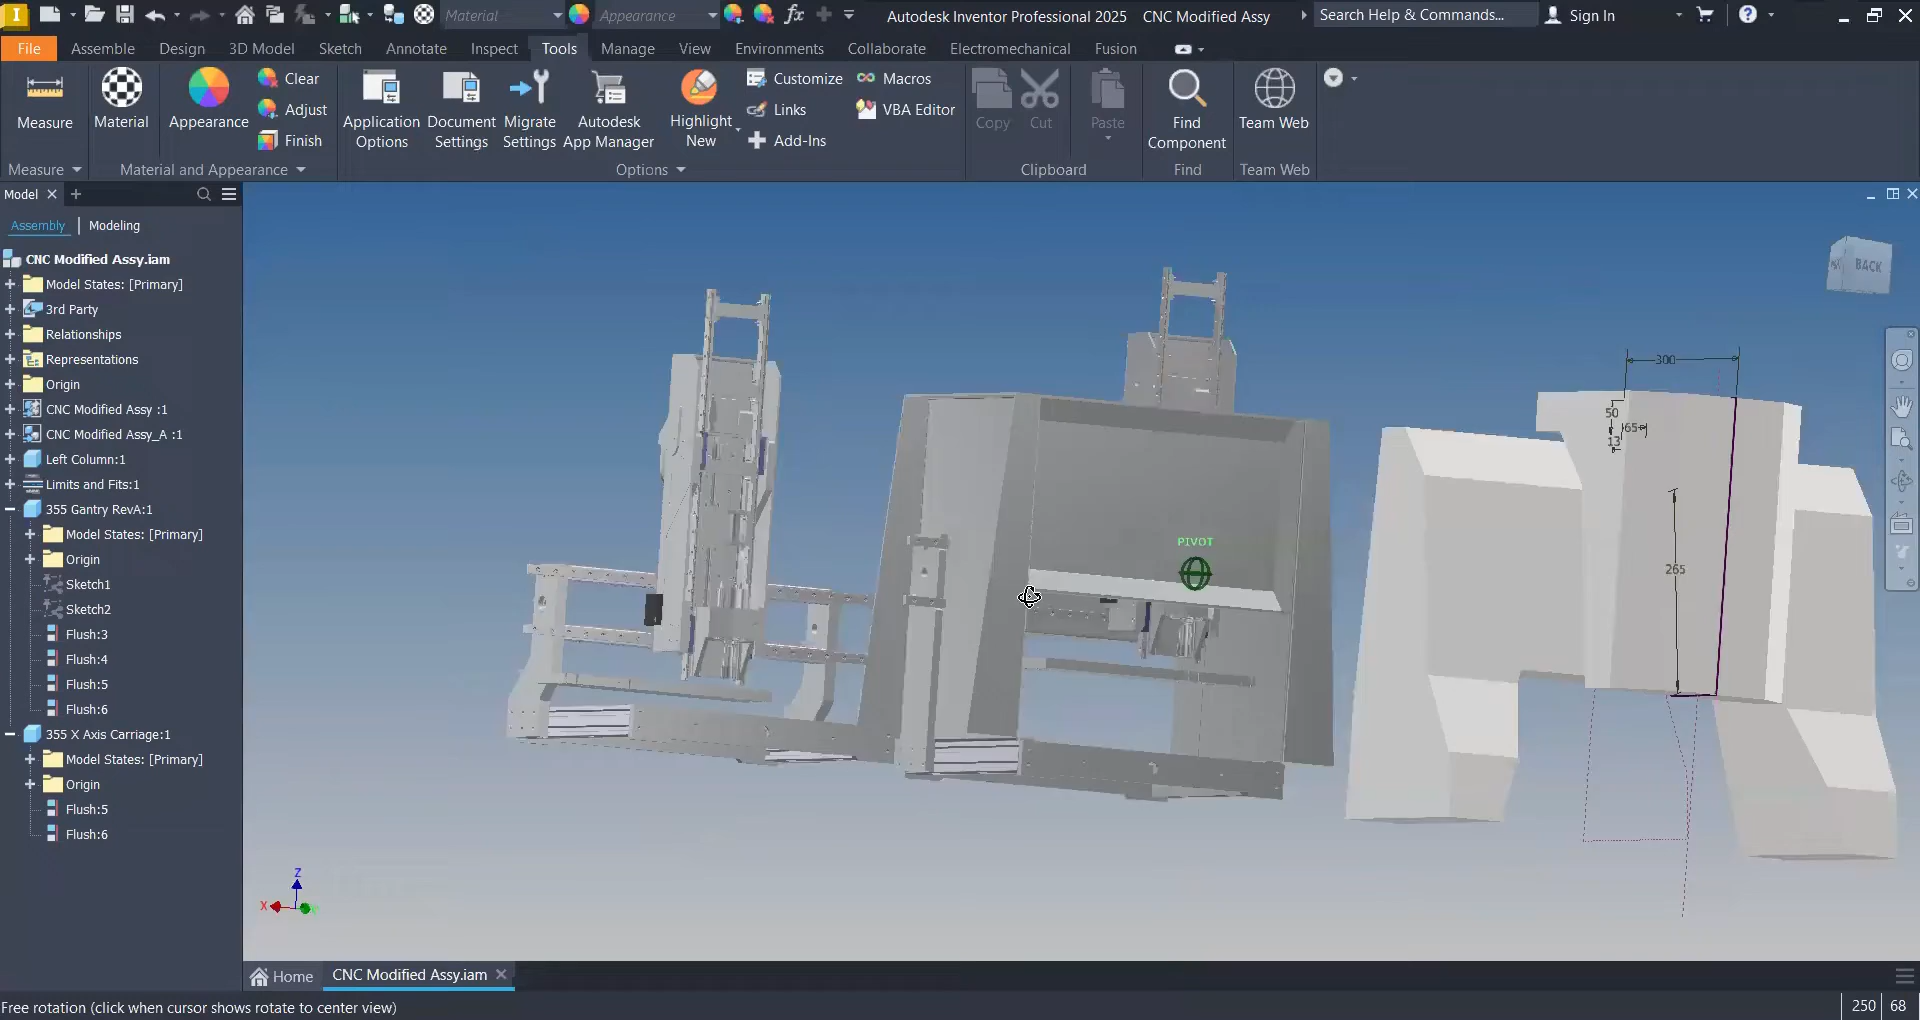 Material
Appearance
fx
Autodesk Inventor Professional 2025 CNC Modified Assy
Search Help & Commands...
Sign In
File Assemble Design 3D Model Sketch Annotate Inspect Tools Manage View Environments Collaborate Electromechanical Fusion
Measure
Material
Appearance
Clear
Adjust
Finish
Application Options
Document Settings
Migrate Settings
Autodesk App Manager
Highlight New
Customize
Links
Add-Ins
Macros
VBA Editor
Copy
Cut
Paste
Find Component
Team Web
Measure
Material and Appearance
Options
Clipboard
Find
Team Web
Model
Assembly
Modeling
CNC Modified Assy.iam
Model States: [Primary]
3rd Party
Relationships
Representations
Origin
CNC Modified Assy :1
CNC Modified Assy_A :1
Left Column:1
Limits and Fits:1
355 Gantry RevA:1
Model States: [Primary]
Origin
Sketch1
Sketch2
Flush:3
Flush:4
Flush:5
Flush:6
355 X Axis Carriage:1
Model States: [Primary]
Origin
Flush:5
Flush:6
BACK
300
50
65
13
265
PIVOT
Z
X
Home
CNC Modified Assy.iam
Free rotation (click when cursor shows rotate to center view)
250 68